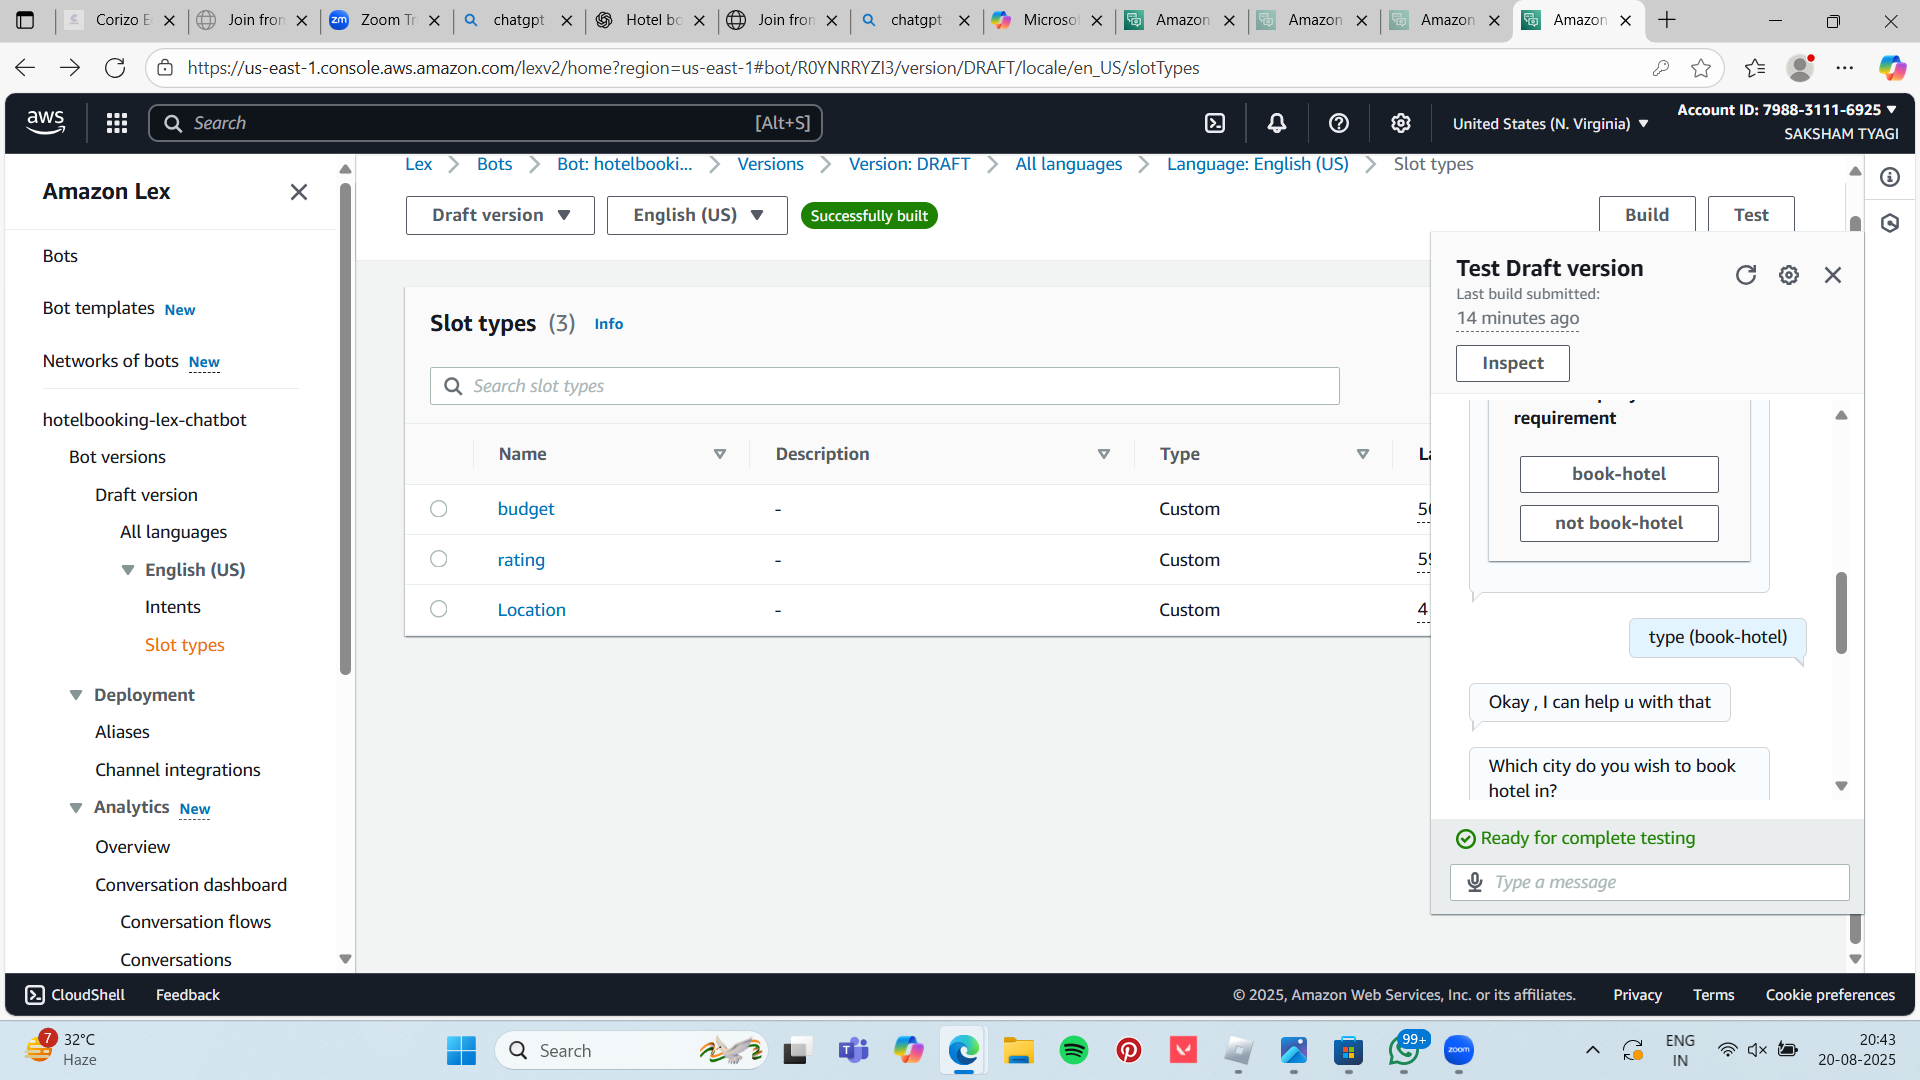 Corizo E
Join fron
Zoom Tr
chatgpt
Hotel bo
Join fron
chatgpt
Microsof
Amazon
Amazon
Amazon
Amazon
https://us-east-1.console.aws.amazon.com/lexv2/home?region=us-east-1#bot/R0YNRRYZI3/version/DRAFT/locale/en_US/slotTypes
aws
Search
[Alt+S]
United States (N. Virginia)
Account ID: 7988-3111-6925
SAKSHAM TYAGI
Amazon Lex
Bots
Bot templates New
Networks of bots New
hotelbooking-lex-chatbot
Bot versions
Draft version
All languages
English (US)
Intents
Slot types
Deployment
Aliases
Channel integrations
Analytics New
Overview
Conversation dashboard
Conversation flows
Conversations
Lex
Bots
Bot: hotelbooki...
Versions
Version: DRAFT
All languages
Language: English (US)
Slot types
Draft version
English (US)
Successfully built
Build
Test
Slot types (3) Info
Search slot types
Name
Description
Type
budget
-
Custom
rating
-
Custom
Location
-
Custom
4
Test Draft version
Last build submitted:
14 minutes ago
Inspect
requirement
book-hotel
not book-hotel
type (book-hotel)
Okay , I can help u with that
Which city do you wish to book
hotel in?
Ready for complete testing
Type a message
CloudShell
Feedback
© 2025, Amazon Web Services, Inc. or its affiliates.
Privacy
Terms
Cookie preferences
7
32°C
Haze
Search
99+
zoom
ENG
IN
20:43
20-08-2025